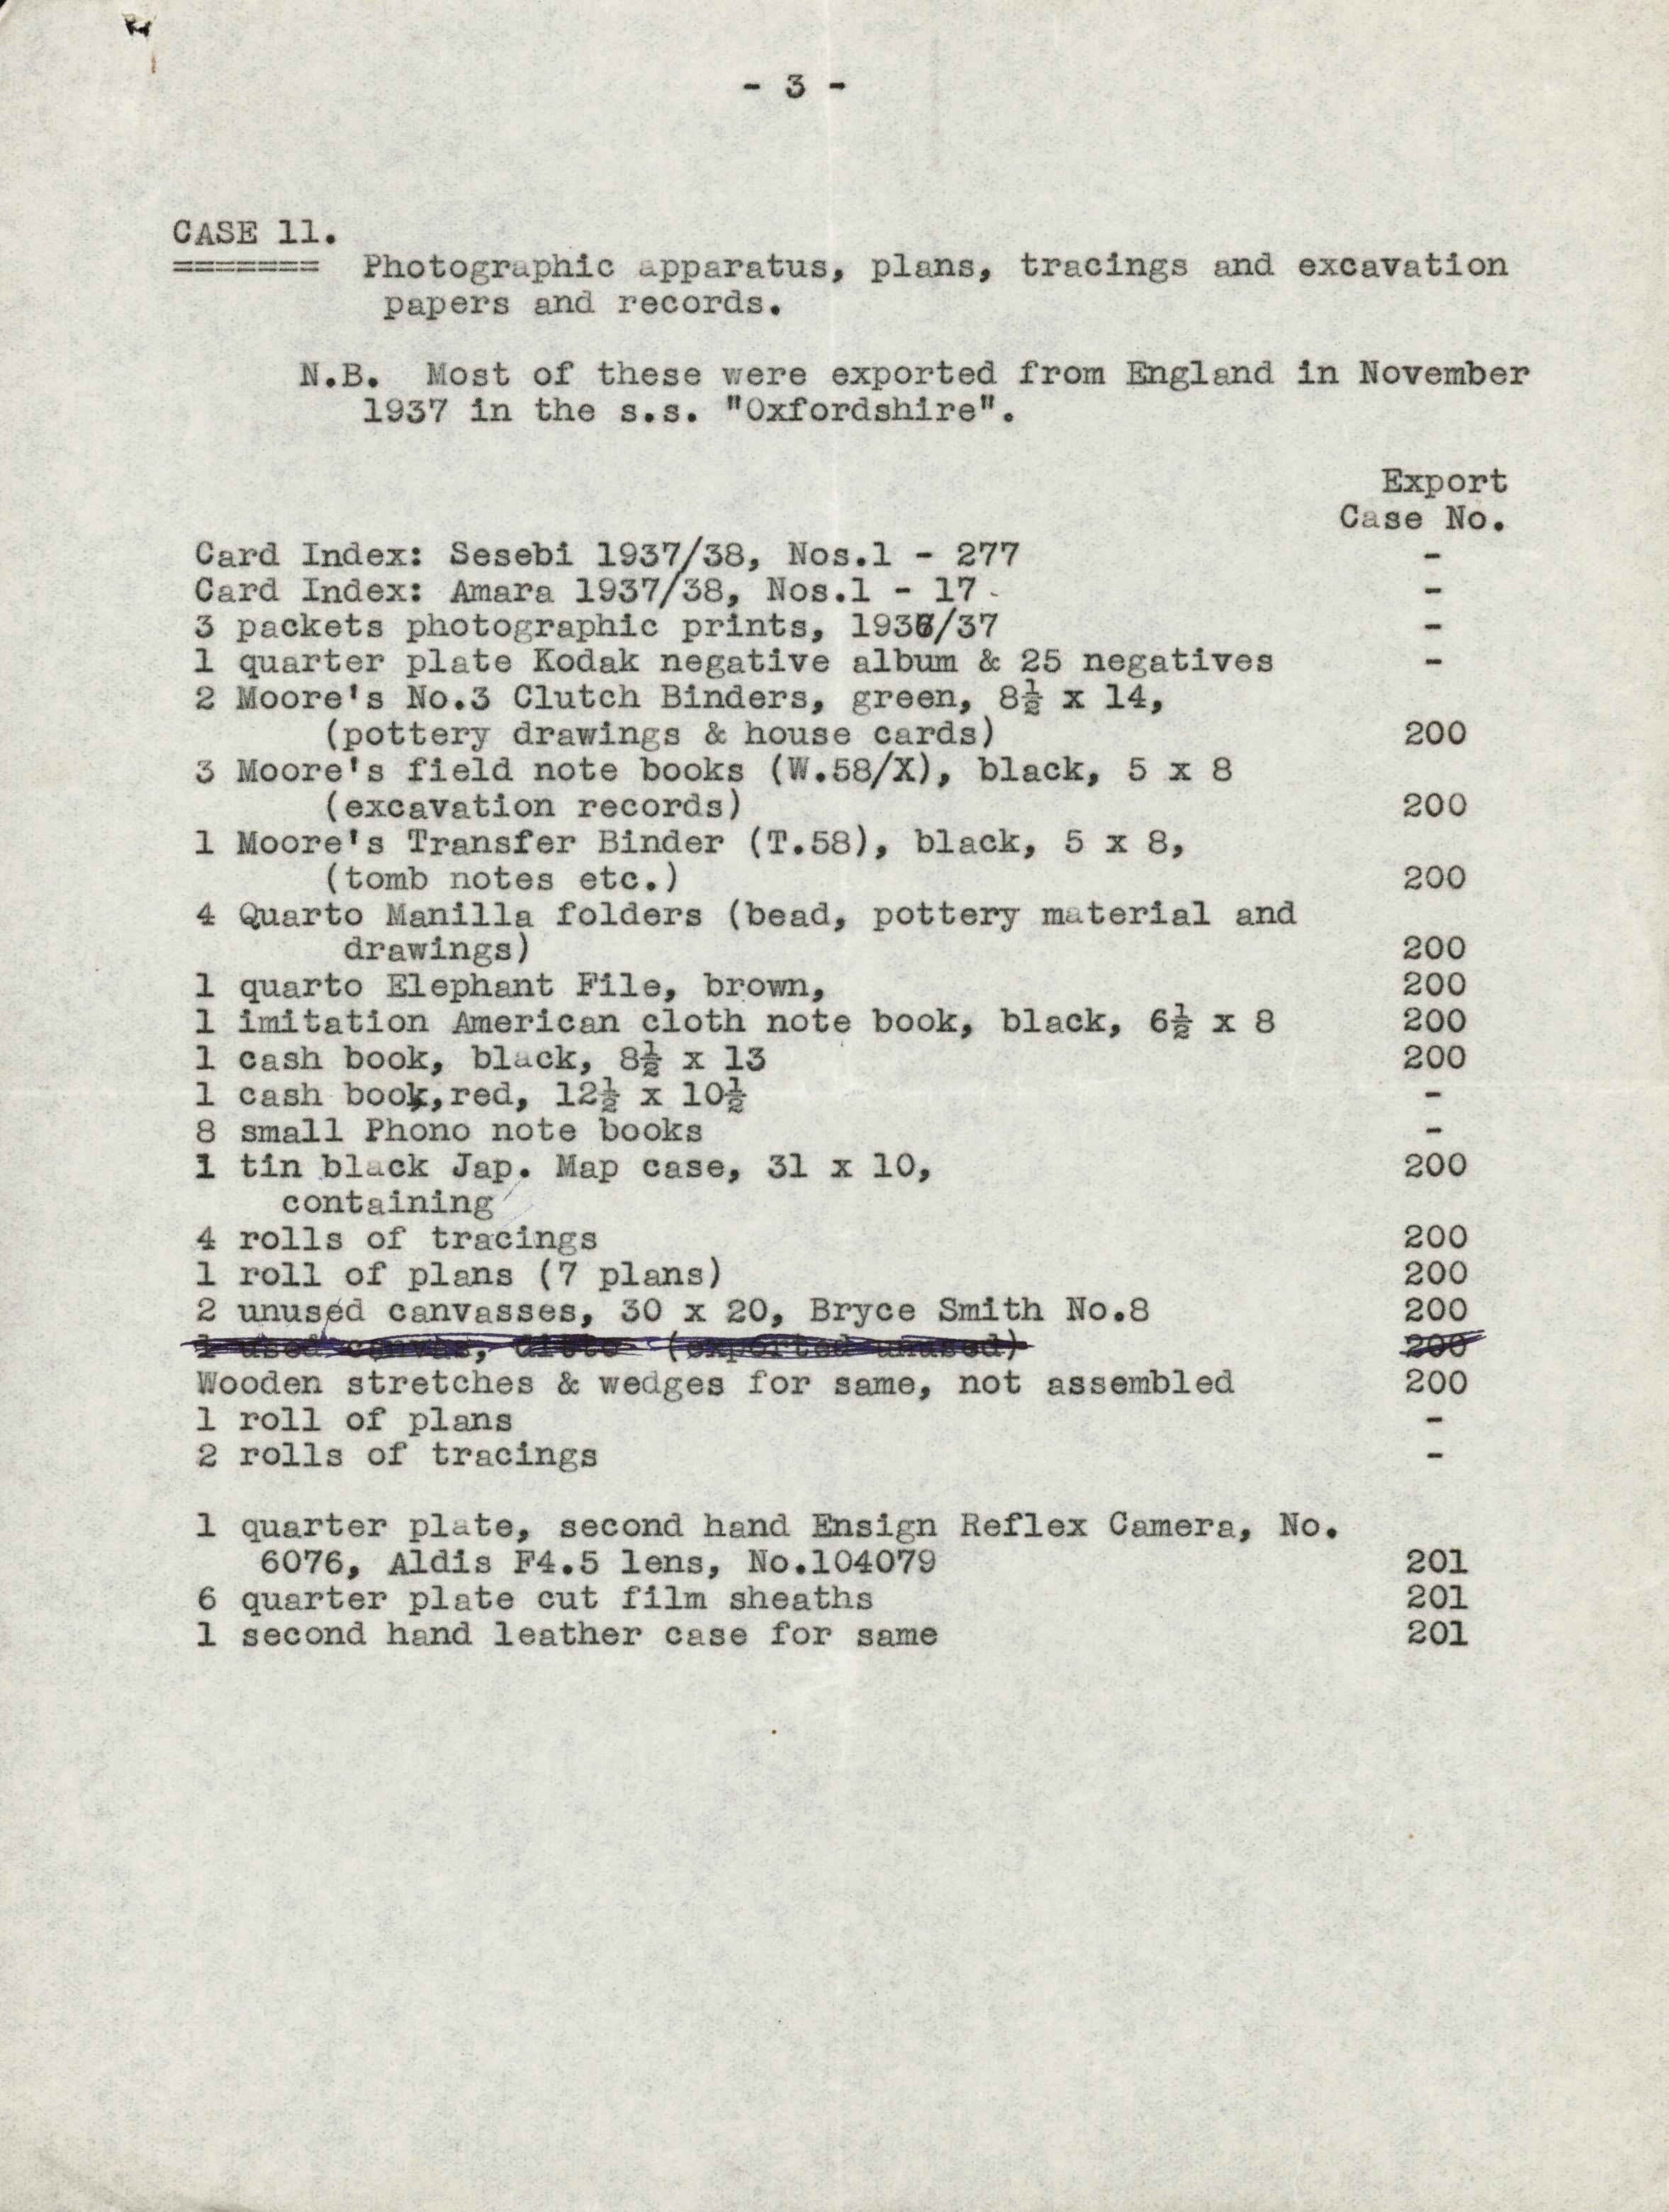 - 3 -
CASE 11.
=======
Photographic apparatus, plans, tracings and excavation
papers and records.
N.B. Most of these were exported from England in November
1937 in the s.s. "Oxfordshire".
Export
Case No.
Card Index: Sesebi 1937/38, Nos.1 - 277 -
Card Index: Amara 1937/38, Nos.1 - 17 -
3 packets photographic prints, 1936/37 -
1 quarter plate Kodak negative album & 25 negatives -
2 Moore's No.3 Clutch Binders, green, 8½ x 14,
(pottery drawings & house cards) 200
3 Moore's field note books (W.58/X), black, 5 x 8
(excavation records) 200
1 Moore's Transfer Binder (T.58), black, 5 x 8,
(tomb notes etc.) 200
4 Quarto Manilla folders (bead, pottery material and
drawings) 200
1 quarto Elephant File, brown, 200
1 imitation American cloth note book, black, 6½ x 8 200
1 cash book, black, 8½ x 13 200
1 cash book, red, 12½ x 10½ -
8 small Phono note books -
1 tin black Jap. Map case, 31 x 10, 200
containing
4 rolls of tracings 200
1 roll of plans (7 plans) 200
2 unused canvasses, 30 x 20, Bryce Smith No.8 200
1 used canvas, ditto (exported unused) 200
Wooden stretches & wedges for same, not assembled 200
1 roll of plans -
2 rolls of tracings -
1 quarter plate, second hand Ensign Reflex Camera, No.
6076, Aldis F4.5 lens, No.104079 201
6 quarter plate cut film sheaths 201
1 second hand leather case for same 201